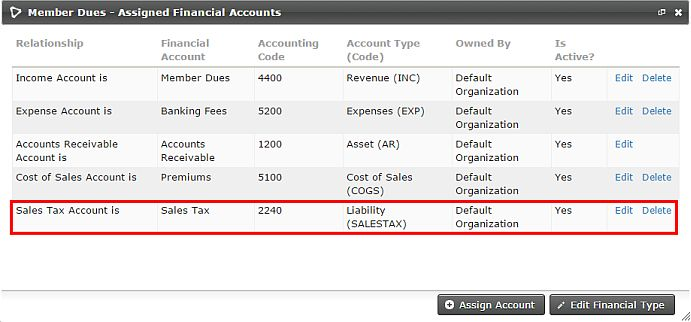 Member Dues - Assigned Financial Accounts
Relationship Financial Account Accounting Code Account Type (Code) Owned By Is Active?
Income Account is Member Dues 4400 Revenue (INC) Default Organization Yes Edit Delete
Expense Account is Banking Fees 5200 Expenses (EXP) Default Organization Yes Edit Delete
Accounts Receivable Account is Accounts Receivable 1200 Asset (AR) Default Organization Yes Edit
Cost of Sales Account is Premiums 5100 Cost of Sales (COGS) Default Organization Yes Edit Delete
Sales Tax Account is Sales Tax 2240 Liability (SALESTAX) Default Organization Yes Edit Delete
Assign Account Edit Financial Type